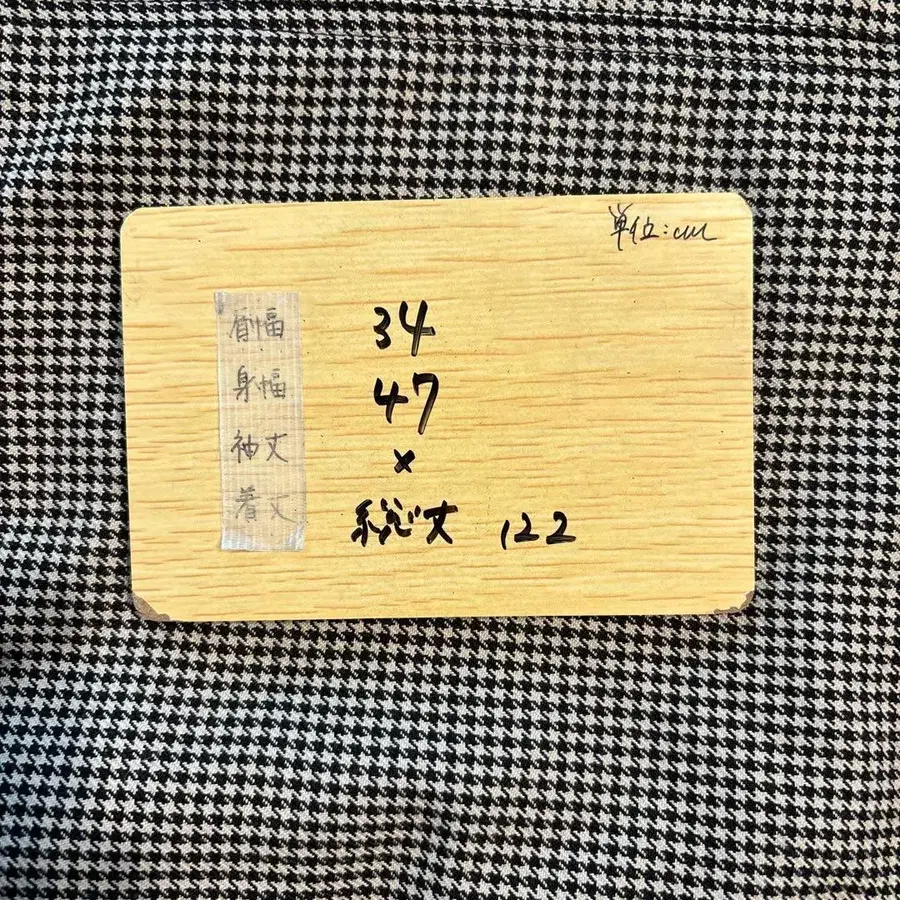 単位:cm
肩幅 34
身幅 47
袖丈 ×
着丈 総丈 122